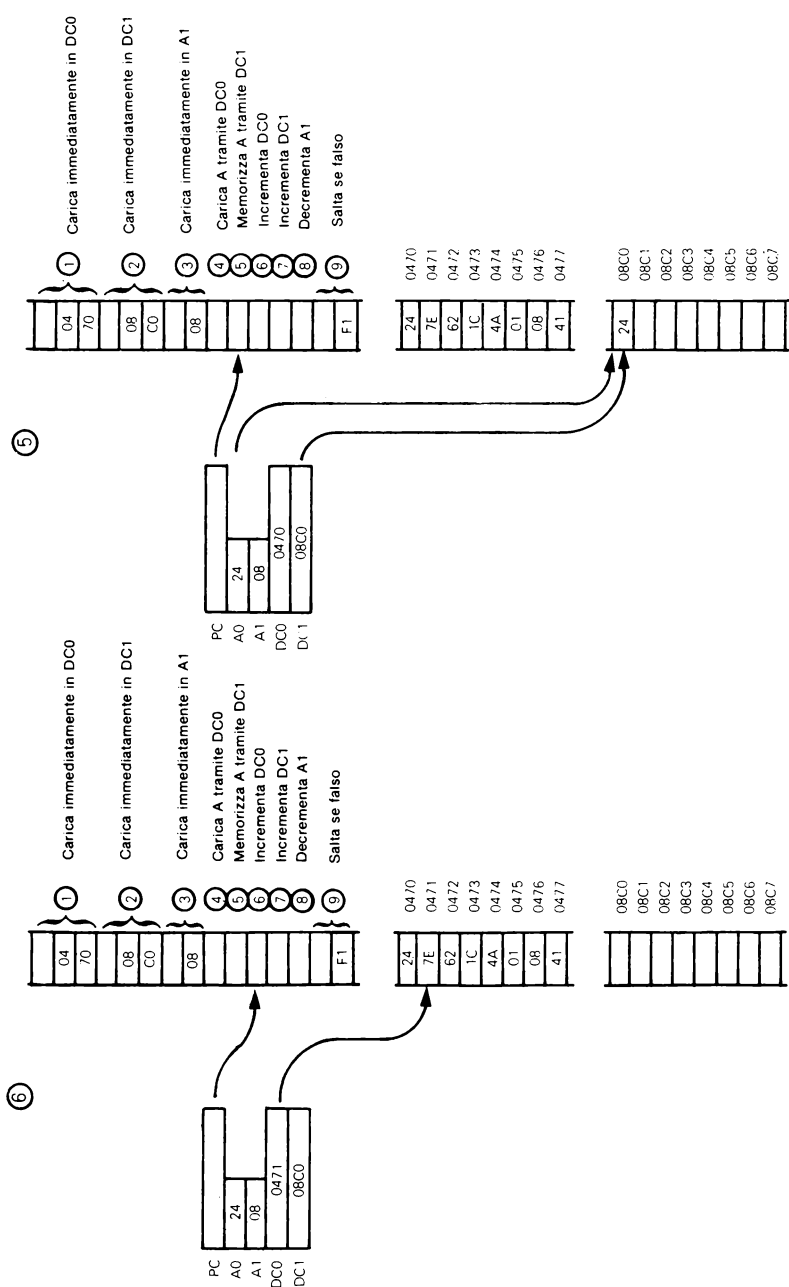 ⑥
04
70
① Carica immediatamente in DC0
08
C0
② Carica immediatamente in DC1
08
③ Carica immediatamente in A1
④ Carica A tramite DC0
⑤ Memorizza A tramite DC1
⑥ Incrementa DC0
⑦ Incrementa DC1
⑧ Decrementa A1
F1
⑨ Salta se falso
PC
A0 24
A1 08
DC0 0471
DC1 08C0
24 0470
7E 0471
62 0472
1C 0473
4A 0474
01 0475
08 0476
41 0477
08C0
08C1
08C2
08C3
08C4
08C5
08C6
08C7
⑤
04
70
① Carica immediatamente in DC0
08
C0
② Carica immediatamente in DC1
08
③ Carica immediatamente in A1
④ Carica A tramite DC0
⑤ Memorizza A tramite DC1
⑥ Incrementa DC0
⑦ Incrementa DC1
⑧ Decrementa A1
F1
⑨ Salta se falso
PC
A0 24
A1 08
DC0 0470
DC1 08C0
24 0470
7E 0471
62 0472
1C 0473
4A 0474
01 0475
08 0476
41 0477
24 08C0
08C1
08C2
08C3
08C4
08C5
08C6
08C7